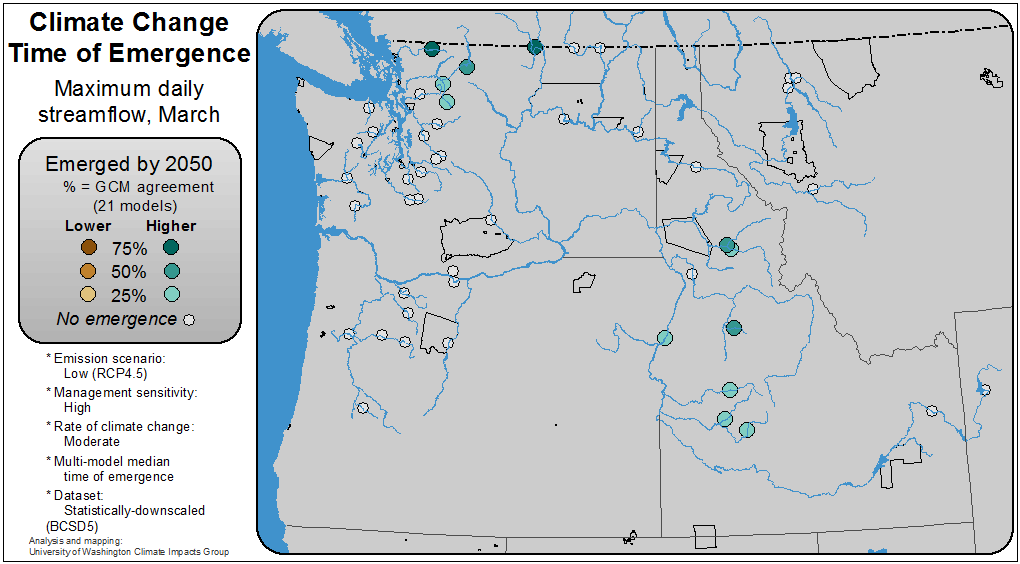 Climate Change
Time of Emergence
Maximum daily
streamflow, March
Emerged by 2050
% = GCM agreement
(21 models)
Lower Higher
75%
50%
25%
No emergence
* Emission scenario:
Low (RCP4.5)
* Management sensitivity:
High
* Rate of climate change:
Moderate
* Multi-model median
time of emergence
* Dataset:
Statistically-downscaled
(BCSD5)
Analysis and mapping:
University of Washington Climate Impacts Group